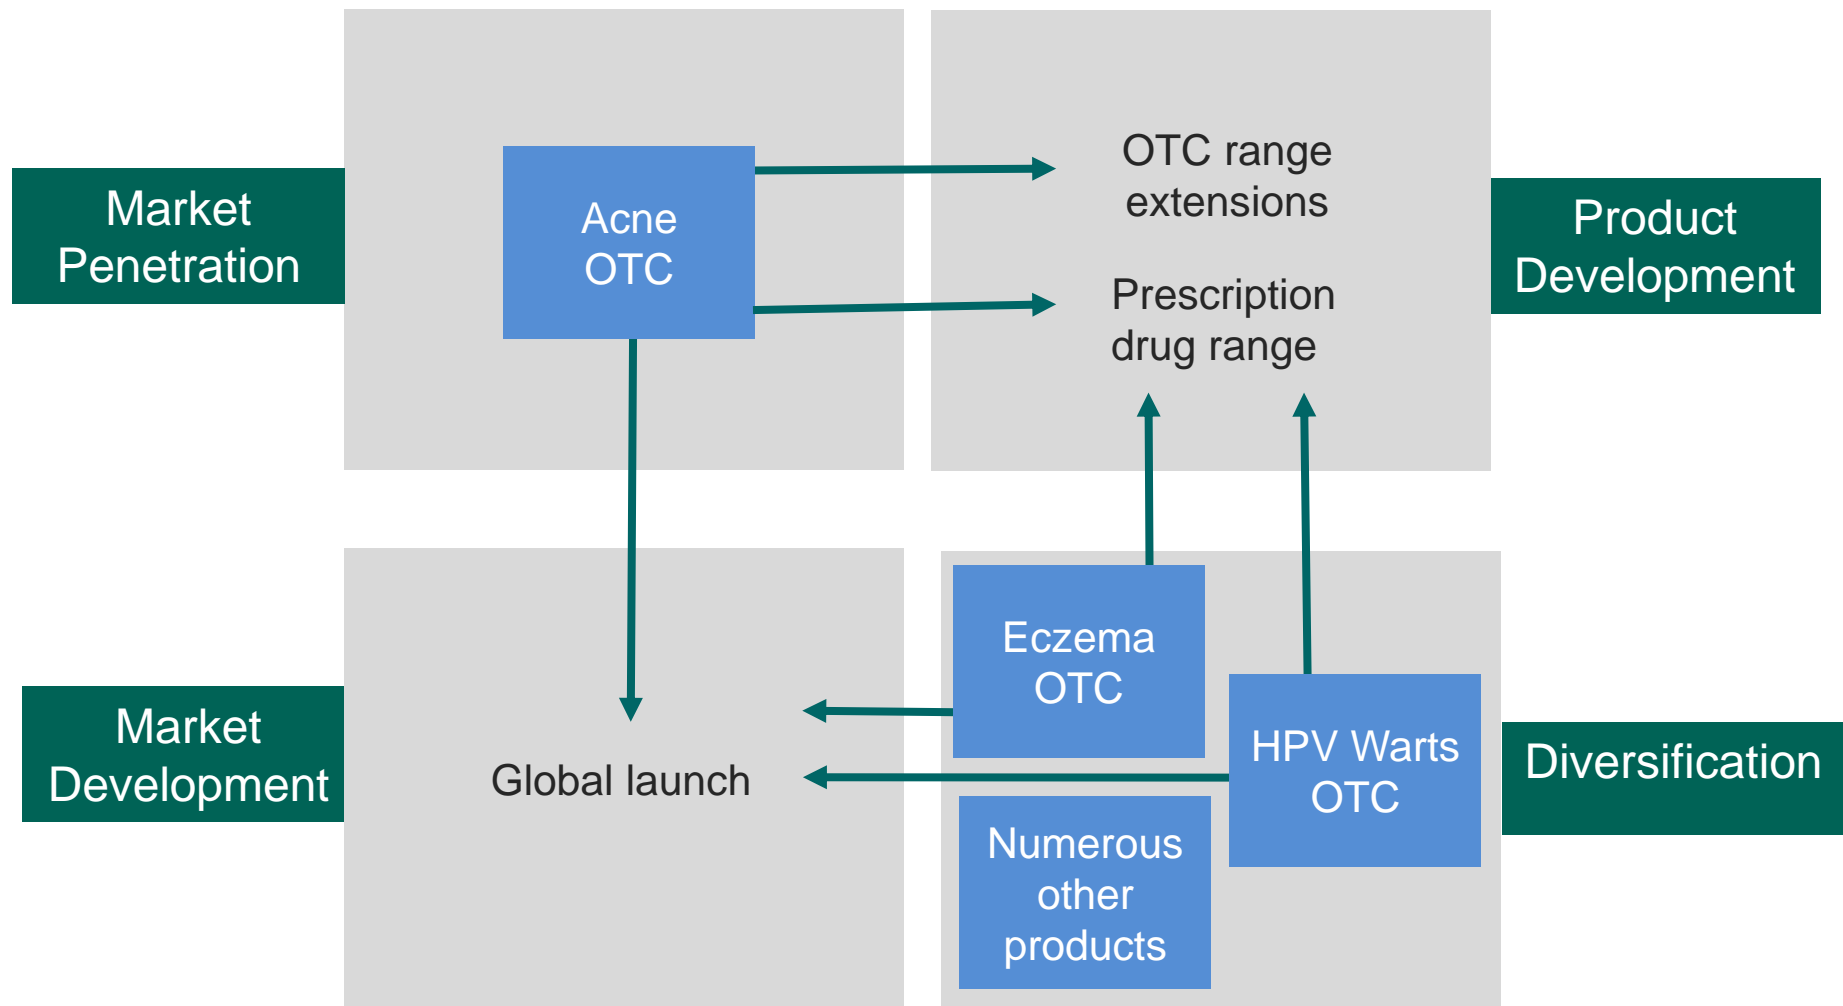 Market
Penetration
Acne
OTC
OTC range
extensions
Prescription
drug range
Product
Development
Market
Development
Global launch
Eczema
OTC
HPV Warts
OTC
Numerous
other
products
Diversification